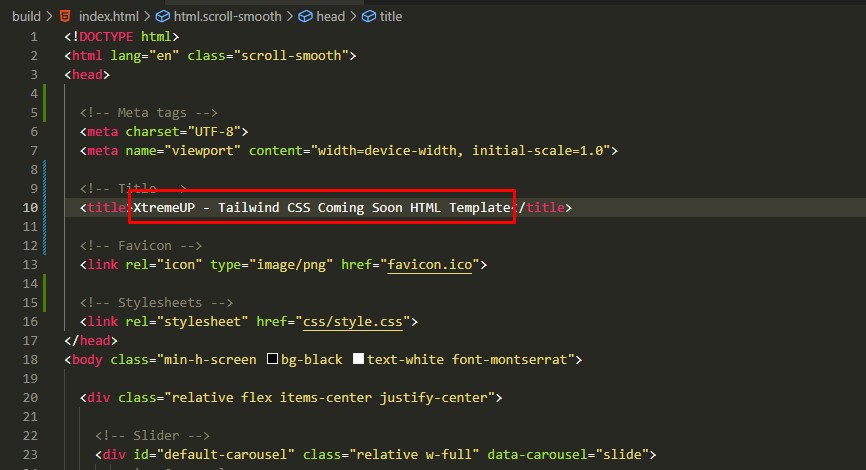 build > index.html > html.scroll-smooth > head > title
1 <!DOCTYPE html>
2 <html lang="en" class="scroll-smooth">
3 <head>
4
5 <!-- Meta tags -->
6 <meta charset="UTF-8">
7 <meta name="viewport" content="width=device-width, initial-scale=1.0">
8
9 <!-- Title -->
10 <title>XtremeUP - Tailwind CSS Coming Soon HTML Template</title>
11
12 <!-- Favicon -->
13 <link rel="icon" type="image/png" href="favicon.ico">
14
15 <!-- Stylesheets -->
16 <link rel="stylesheet" href="css/style.css">
17 </head>
18 <body class="min-h-screen bg-black text-white font-montserrat">
19
20 <div class="relative flex items-center justify-center">
21
22 <!-- Slider -->
23 <div id="default-carousel" class="relative w-full" data-carousel="slide">